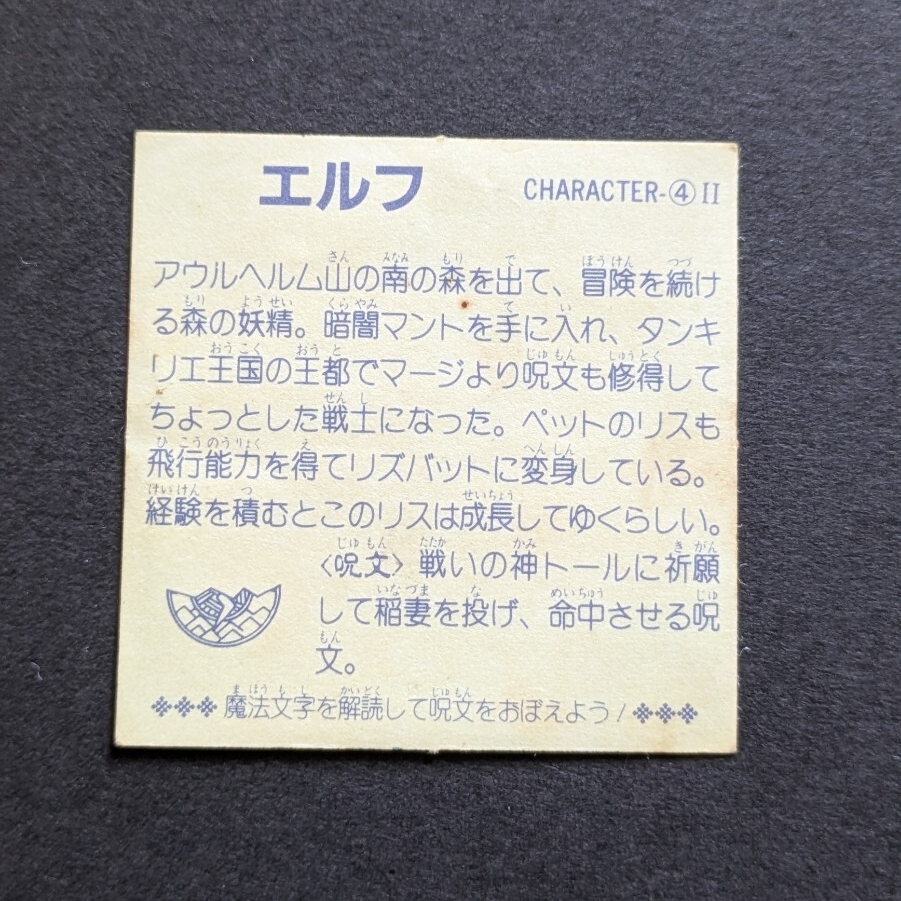 エルフ CHARACTER-④II
アウルヘルム山の南の森を出て、冒険を続け
る森の妖精。暗闇マントを手に入れ、タンキ
リエ王国の王都でマージより呪文も修得して
ちょっとした戦士になった。ペットのリスも
飛行能力を得てリズバットに変身している。
経験を積むとこのリスは成長してゆくらしい。
〈呪文〉戦いの神トールに祈願
して稲妻を投げ、命中させる呪
文。
魔法文字を解読して呪文をおぼえよう!